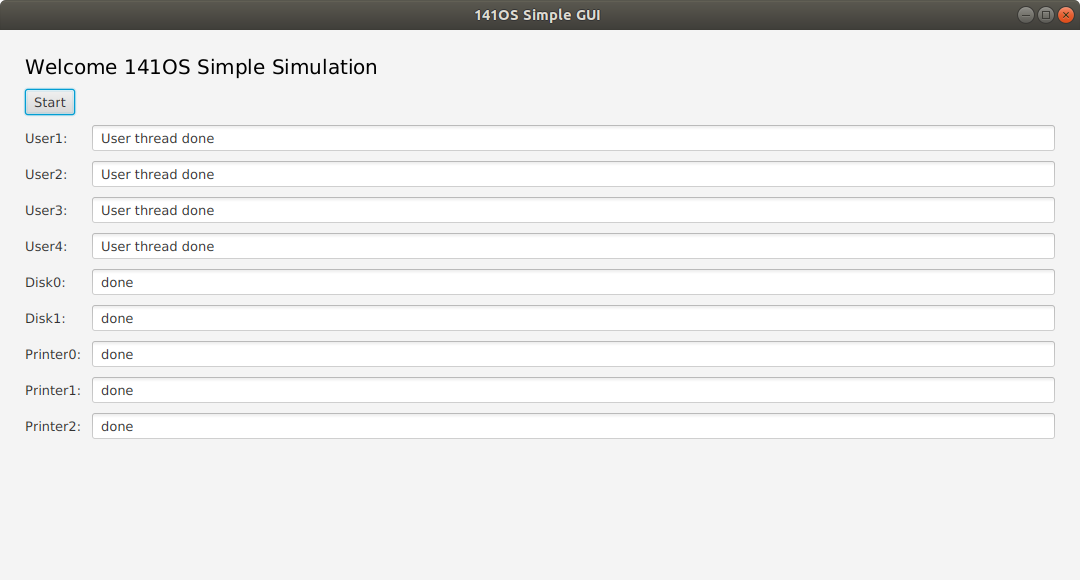 141OS Simple GUI
Welcome 141OS Simple Simulation
Start
User1: User thread done
User2: User thread done
User3: User thread done
User4: User thread done
Disk0: done
Disk1: done
Printer0: done
Printer1: done
Printer2: done